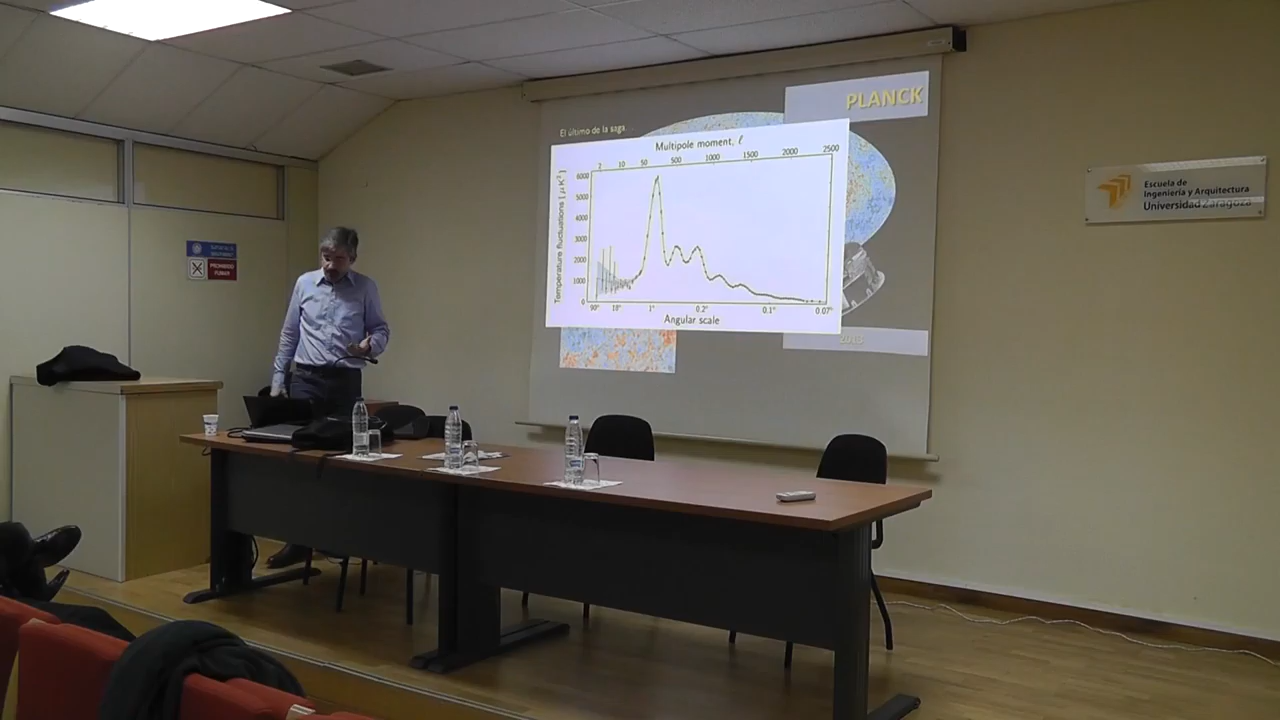 PLANCK
El último de la saga...
Multipole moment, ℓ
2 10 50 500 1000 1500 2000 2500
Temperature fluctuations [ μK² ]
6000
5000
4000
3000
2000
1000
0
90° 18° 1° 0.2° 0.1° 0.07°
Angular scale
2013
Escuela de
Ingeniería y Arquitectura
Universidad Zaragoza
PROHIBIDO
FUMAR